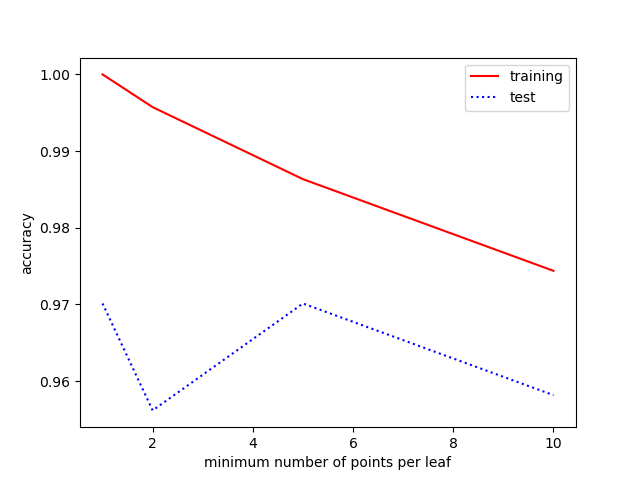 training
test
1.00
0.99
0.98
0.97
0.96
accuracy
2 4 6 8 10
minimum number of points per leaf